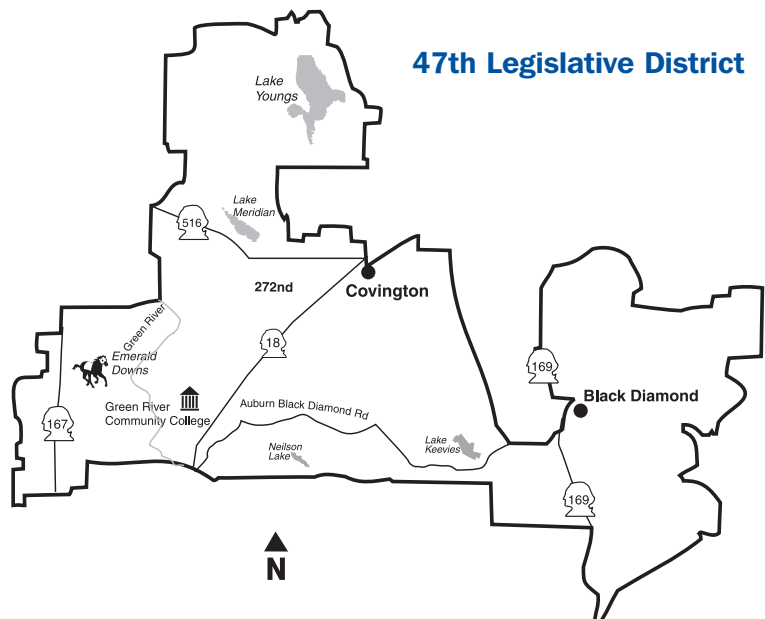 47th Legislative District
Lake
Youngs
Lake
Meridian
516
272nd
Covington
Green River
18
Emerald
Downs
169
Black Diamond
Green River
Community College
Auburn Black Diamond Rd
167
Neilson
Lake
Lake
Keevies
169
N